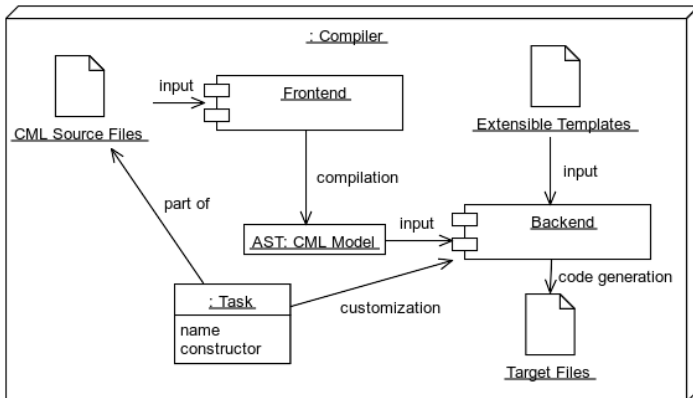 : Compiler
input
Frontend
CML Source Files
Extensible Templates
compilation
input
part of
input
Backend
AST: CML Model
code generation
: Task
customization
name
constructor
Target Files